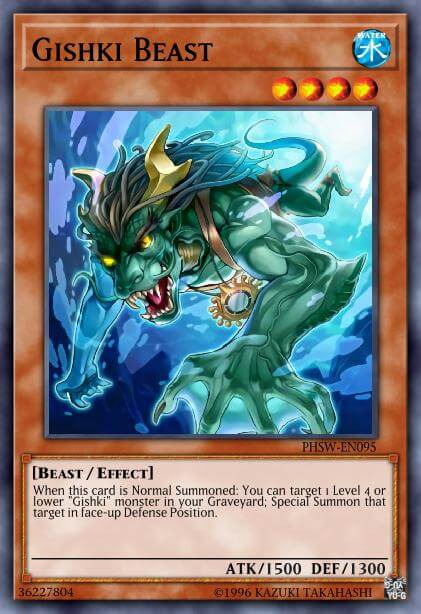 Gishki Beast
WATER
水
PHSW-EN095
[Beast / Effect]
When this card is Normal Summoned: You can target 1 Level 4 or
lower "Gishki" monster in your Graveyard; Special Summon that
target in face-up Defense Position.
ATK/1500 DEF/1300
36227804
©1996 KAZUKI TAKAHASHI